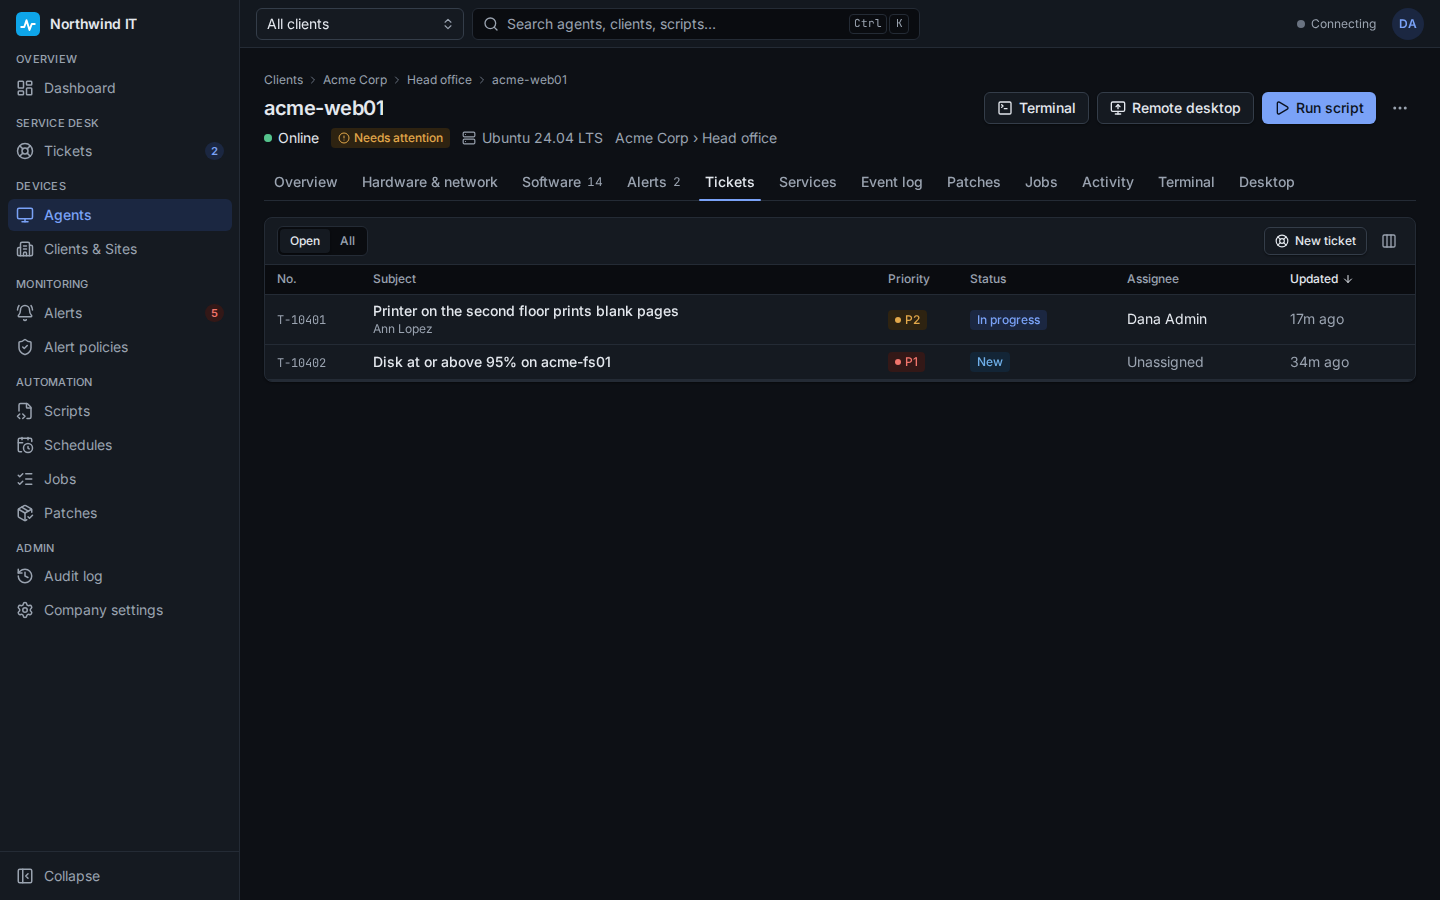 Northwind IT
All clients
Search agents, clients, scripts...
Ctrl K
Connecting
DA
OVERVIEW
Dashboard
SERVICE DESK
Tickets 2
DEVICES
Agents
Clients & Sites
MONITORING
Alerts 5
Alert policies
AUTOMATION
Scripts
Schedules
Jobs
Patches
ADMIN
Audit log
Company settings
Collapse
Clients › Acme Corp › Head office › acme-web01
acme-web01
Terminal
Remote desktop
Run script
Online
Needs attention
Ubuntu 24.04 LTS
Acme Corp › Head office
Overview Hardware & network Software 14 Alerts 2 Tickets Services Event log Patches Jobs Activity Terminal Desktop
Open All
New ticket
No. Subject Priority Status Assignee Updated ↓
T-10401 Printer on the second floor prints blank pages P2 In progress Dana Admin 17m ago
Ann Lopez
T-10402 Disk at or above 95% on acme-fs01 P1 New Unassigned 34m ago